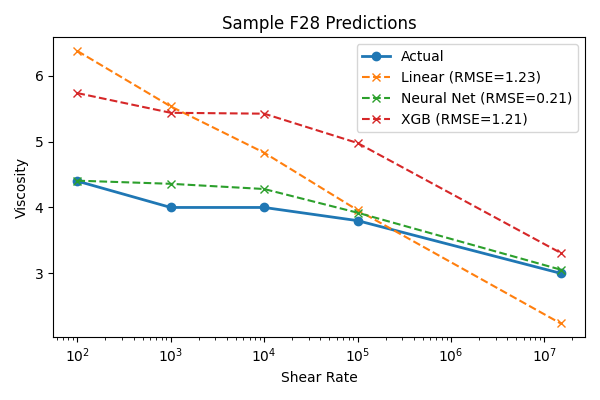 Sample F28 Predictions
Actual
Linear (RMSE=1.23)
Neural Net (RMSE=0.21)
XGB (RMSE=1.21)
6
5
4
3
Viscosity
10² 10³ 10⁴ 10⁵ 10⁶ 10⁷
Shear Rate